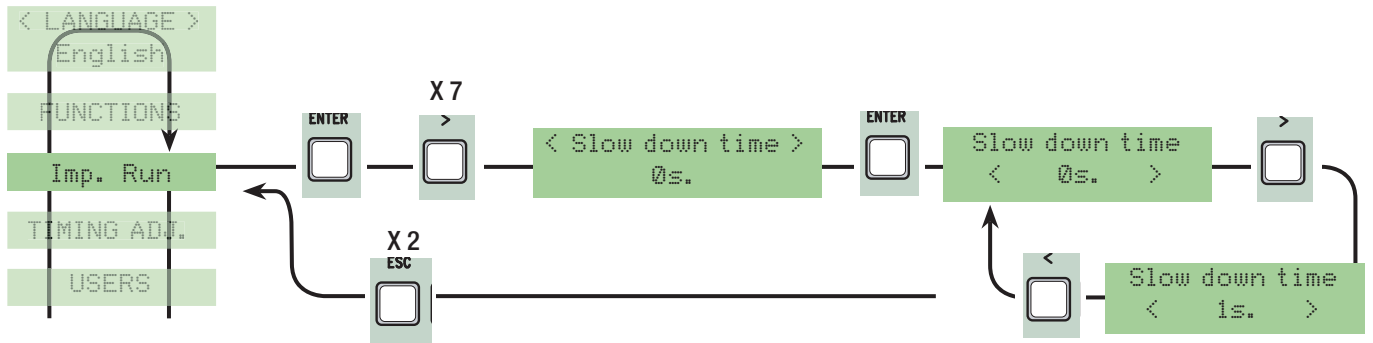 < LANGUAGE >
English
FUNCTIONS
Imp. Run
TIMING ADJ.
USERS
ENTER
X 7
>
< Slow down time >
0s.
ENTER
Slow down time
< 0s. >
>
X 2
ESC
<
Slow down time
< 1s. >